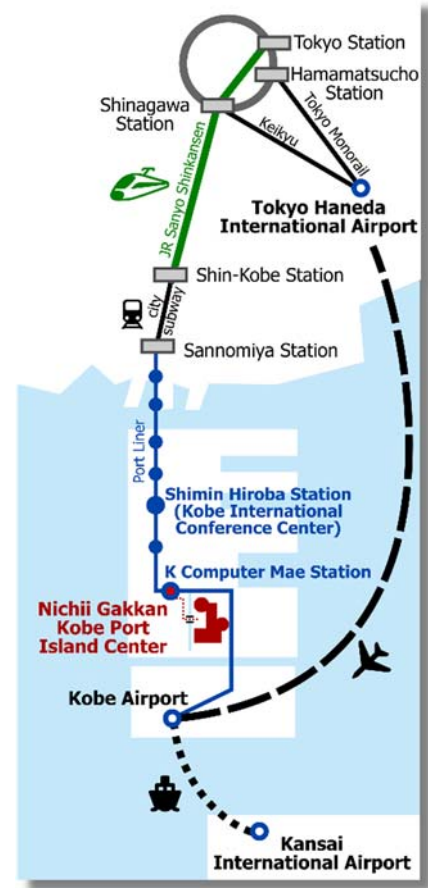 Tokyo Station
Hamamatsucho
Station
Shinagawa
Station
Keikyu
Tokyo Monorail
JR Sanyo Shinkansen
Tokyo Haneda
International Airport
Shin-Kobe Station
city
subway
Sannomiya Station
Port Liner
Shimin Hiroba Station
(Kobe International
Conference Center)
K Computer Mae Station
Nichii Gakkan
Kobe Port
Island Center
Kobe Airport
Kansai
International Airport